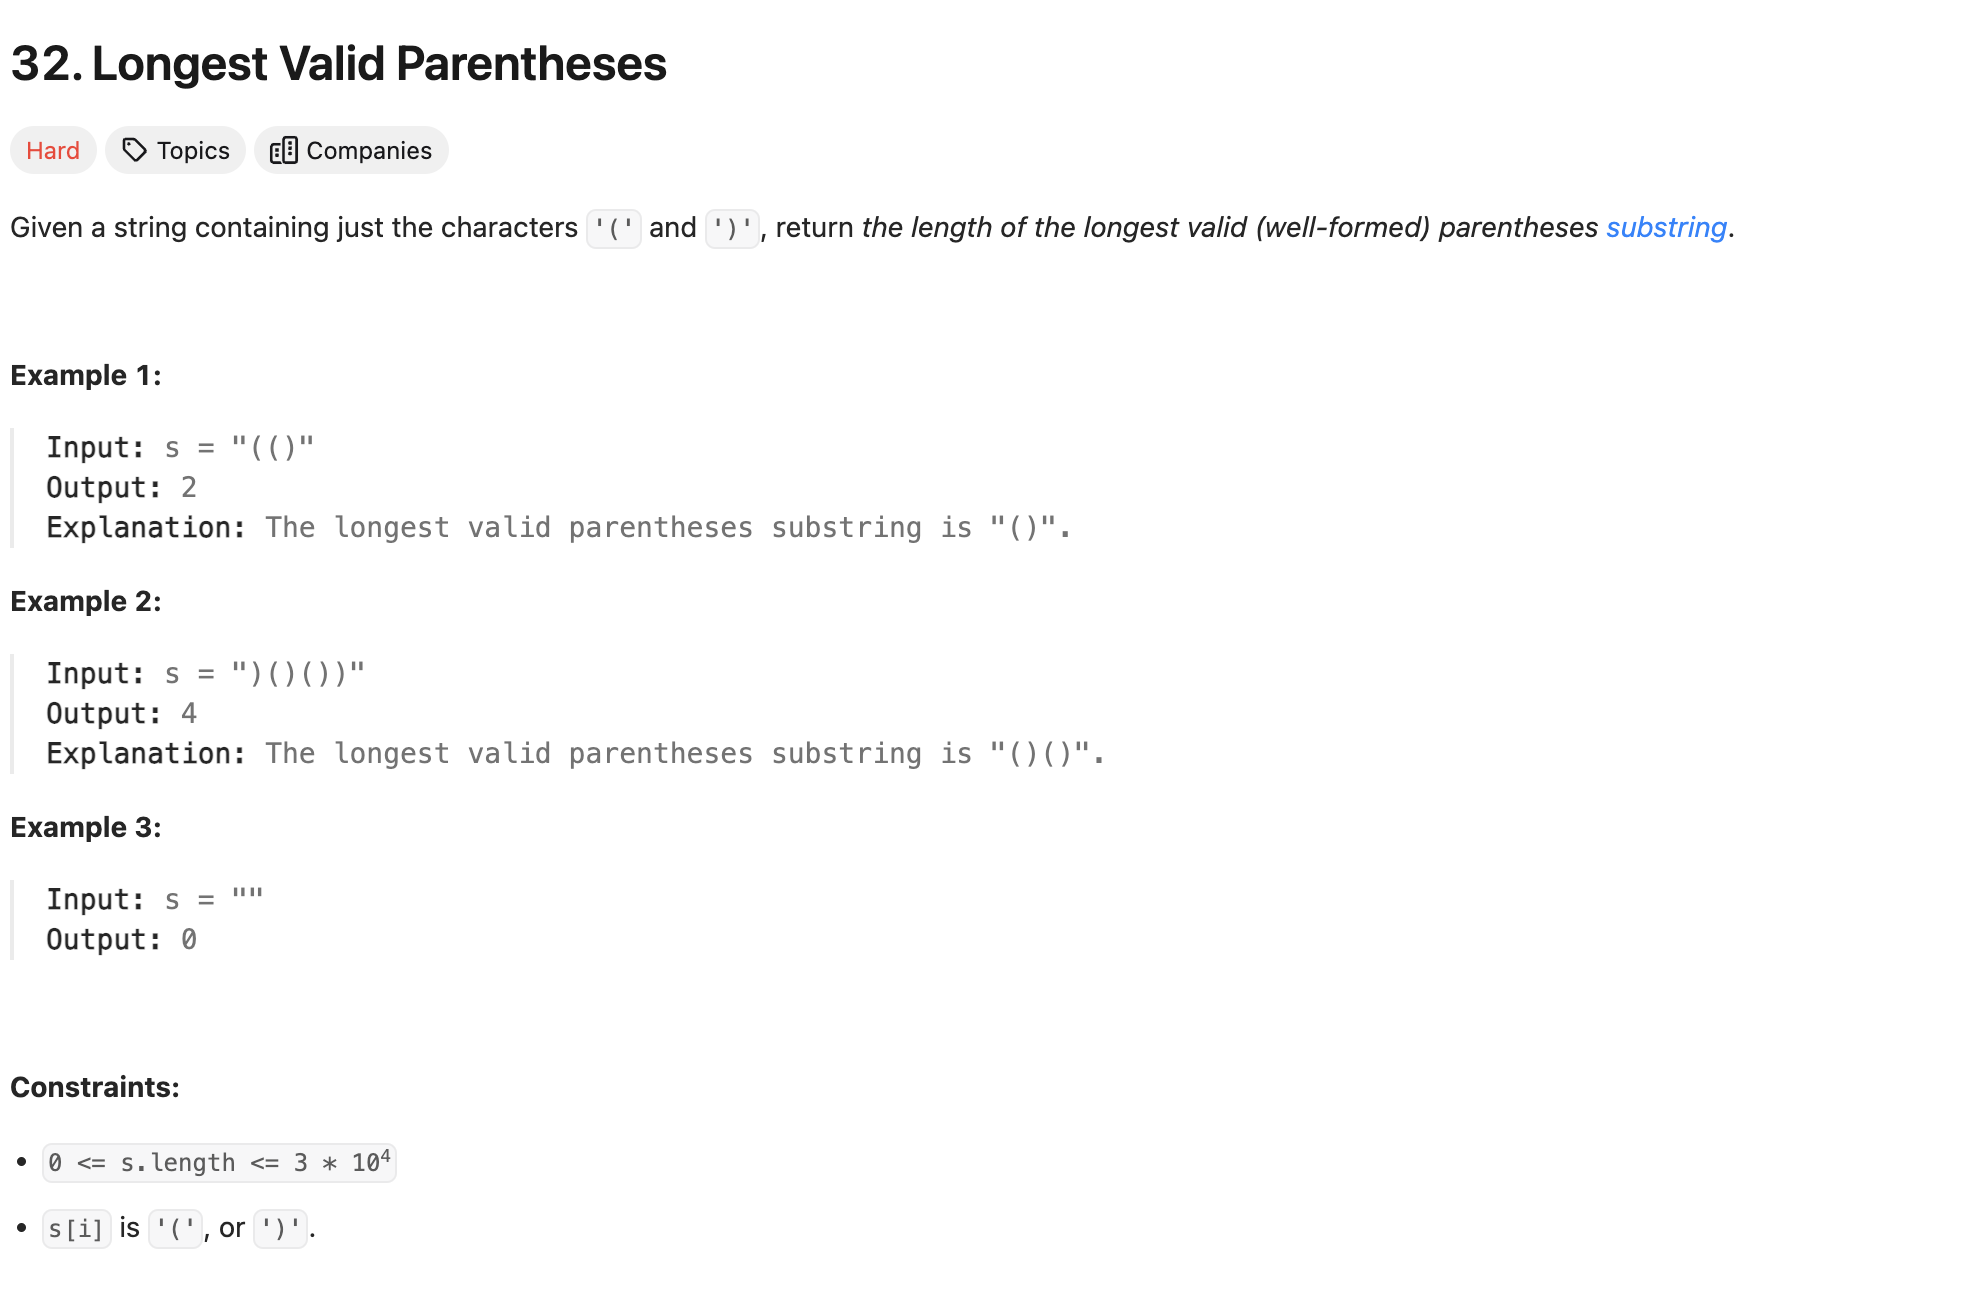 32. Longest Valid Parentheses
Hard Topics Companies
Given a string containing just the characters '(' and ')', return the length of the longest valid (well-formed) parentheses substring.
Example 1:
Input: s = "(()"
Output: 2
Explanation: The longest valid parentheses substring is "()".
Example 2:
Input: s = ")()())"
Output: 4
Explanation: The longest valid parentheses substring is "()()".
Example 3:
Input: s = ""
Output: 0
Constraints:
• 0 <= s.length <= 3 * 10⁴
• s[i] is '(', or ')'.